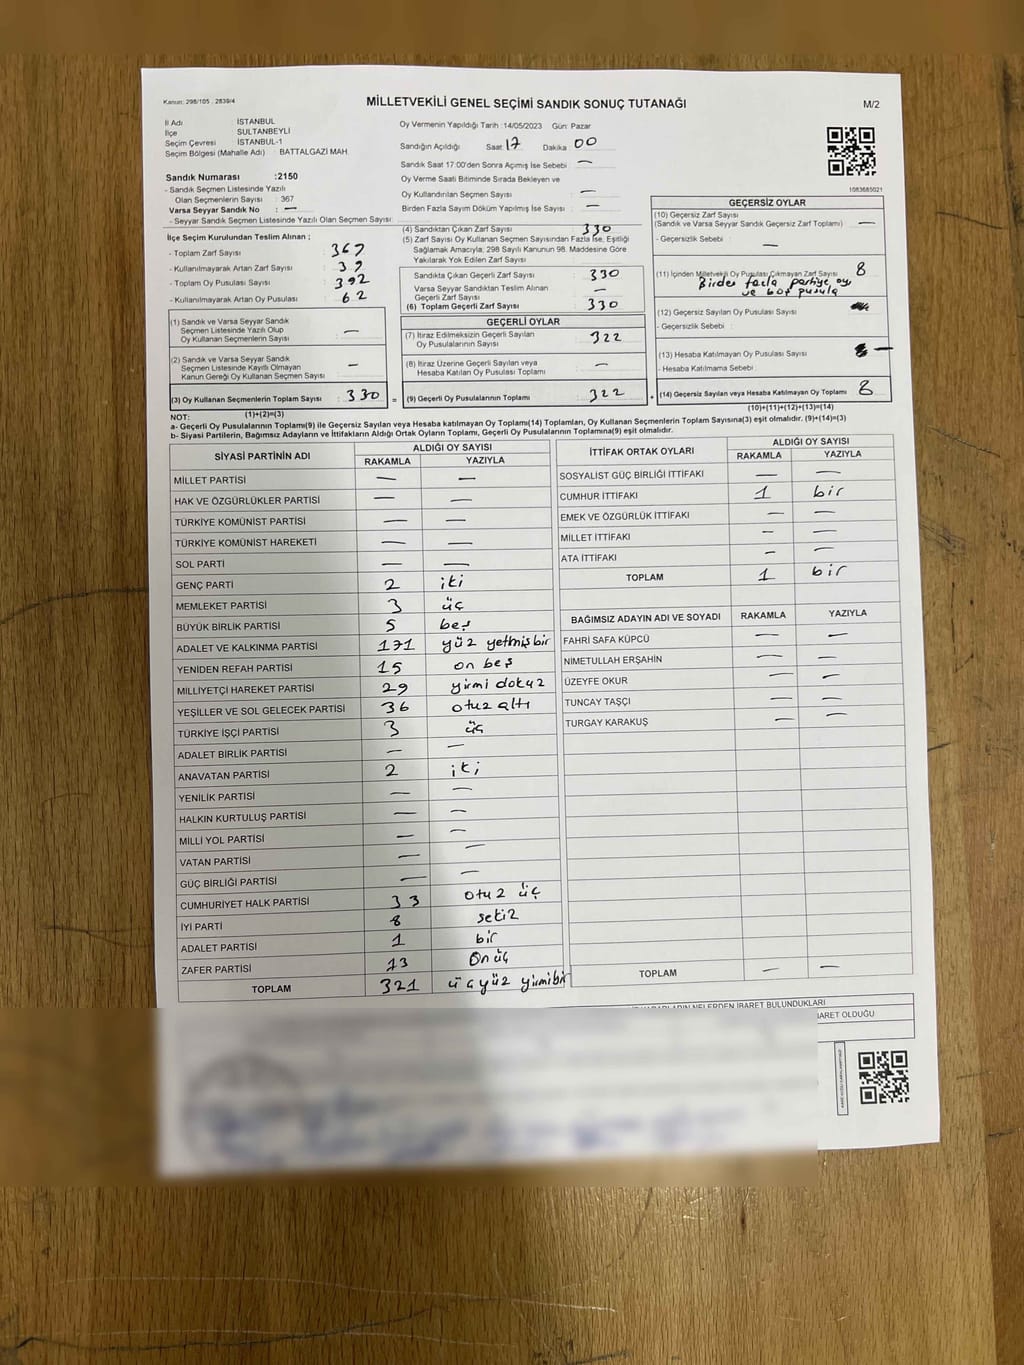 Kanun: 298/105 , 2839/4
MİLLETVEKİLİ GENEL SEÇİMİ SANDIK SONUÇ TUTANAĞI
M/2
İl Adı : İSTANBUL
İlçe : SULTANBEYLİ
Seçim Çevresi : İSTANBUL-1
Seçim Bölgesi (Mahalle Adı) : BATTALGAZİ MAH.
Oy Vermenin Yapıldığı Tarih :14/05/2023 Gün: Pazar
Sandığın Açıldığı Saat 17 Dakika 00
Sandık Saat 17:00'den Sonra Açımış İse Sebebi : —
Oy Verme Saati Bitiminde Sırada Bekleyen ve
Oy Kullandırılan Seçmen Sayısı : —
Birden Fazla Sayım Döküm Yapılmış İse Sayısı : —
1083685021
Sandık Numarası :2150
- Sandık Seçmen Listesinde Yazılı
Olan Seçmenlerin Sayısı : 367
Varsa Seyyar Sandık No : —
- Seyyar Sandık Seçmen Listesinde Yazılı Olan Seçmen Sayısı:
İlçe Seçim Kurulundan Teslim Alınan ;
- Toplam Zarf Sayısı : 367
- Kullanılmayarak Artan Zarf Sayısı : 37
- Toplam Oy Pusulası : 392
- Kullanılmayarak Artan Oy Pusulası : 62
(1) Sandık ve Varsa Seyyar Sandık
Seçmen Listesinde Yazılı Olup
Oy Kullanan Seçmenlerin Sayısı : —
(2) Sandık ve Varsa Seyyar Sandık
Seçmen Listesinde Kayıtlı Olmayan
Kanun Gereği Oy Kullanan Seçmen Sayısı : —
(3) Oy Kullanan Seçmenlerin Toplam Sayısı : 330 =
(1)+(2)=(3)
(4) Sandıktan Çıkan Zarf Sayısı : 330
(5) Zarf Sayısı Oy Kullanan Seçmen Sayısından Fazla İse, Eşitliği
Sağlamak Amacıyla, 298 Sayılı Kanunun 98. Maddesine Göre
Yakılarak Yok Edilen Zarf Sayısı :
Sandıkta Çıkan Geçerli Zarf Sayısı : 330
Varsa Seyyar Sandıktan Teslim Alınan
Geçerli Zarf Sayısı : —
(6) Toplam Geçerli Zarf Sayısı : 330
GEÇERLİ OYLAR
(7) İtiraz Edilmeksizin Geçerli Sayılan
Oy Pusulalarının Sayısı : 322
(8) İtiraz Üzerine Geçerli Sayılan veya
Hesaba Katılan Oy Pusulası Toplamı : —
(9) Geçerli Oy Pusulalarının Toplamı : 322 +
GEÇERSİZ OYLAR
(10) Geçersiz Zarf Sayısı
(Sandık ve Varsa Seyyar Sandık Geçersiz Zarf Toplamı) : —
- Geçersizlik Sebebi : —
(11) İçinden Milletvekili Oy Pusulası Çıkmayan Zarf Sayısı : 8
Birden fazla partiye oy
ve boş pusula
(12) Geçersiz Sayılan Oy Pusulası Sayısı
- Geçersizlik Sebebi :
(13) Hesaba Katılmayan Oy Pusulası Sayısı : —
- Hesaba Katılmama Sebebi :
(14) Geçersiz Sayılan veya Hesaba Katılmayan Oy Toplamı : 8
(10)+(11)+(12)+(13)=(14)
NOT:
a- Geçerli Oy Pusulalarının Toplamı(9) ile Geçersiz Sayılan veya Hesaba katılmayan Oy Toplamı(14) Toplamları, Oy Kullanan Seçmenlerin Toplam Sayısına(3) eşit olmalıdır. (9)+(14)=(3)
b- Siyasi Partilerin, Bağımsız Adayların ve İttifakların Aldığı Ortak Oyların Toplamı, Geçerli Oy Pusulalarının Toplamına(9) eşit olmalıdır.
SİYASİ PARTİNİN ADI ALDIĞI OY SAYISI
RAKAMLA YAZIYLA
MİLLET PARTİSİ — —
HAK VE ÖZGÜRLÜKLER PARTİSİ — —
TÜRKİYE KOMÜNİST PARTİSİ — —
TÜRKİYE KOMÜNİST HAREKETİ — —
SOL PARTİ — —
GENÇ PARTİ 2 iki
MEMLEKET PARTİSİ 3 üç
BÜYÜK BİRLİK PARTİSİ 5 beş
ADALET VE KALKINMA PARTİSİ 171 yüz yetmiş bir
YENİDEN REFAH PARTİSİ 15 on beş
MİLLİYETÇİ HAREKET PARTİSİ 29 yirmi dokuz
YEŞİLLER VE SOL GELECEK PARTİSİ 36 otuz altı
TÜRKİYE İŞÇİ PARTİSİ 3 üç
ADALET BİRLİK PARTİSİ — —
ANAVATAN PARTİSİ 2 iki
YENİLİK PARTİSİ — —
HALKIN KURTULUŞ PARTİSİ — —
MİLLİ YOL PARTİSİ — —
VATAN PARTİSİ — —
GÜÇ BİRLİĞİ PARTİSİ — —
CUMHURİYET HALK PARTİSİ 33 otuz üç
İYİ PARTİ 8 sekiz
ADALET PARTİSİ 1 bir
ZAFER PARTİSİ 13 On üç
TOPLAM 321 üçyüz yirmibir
İTTİFAK ORTAK OYLARI ALDIĞI OY SAYISI
RAKAMLA YAZIYLA
SOSYALİST GÜÇ BİRLİĞİ İTTİFAKI — —
CUMHUR İTTİFAKI 1 bir
EMEK VE ÖZGÜRLÜK İTTİFAKI — —
MİLLET İTTİFAKI — —
ATA İTTİFAKI — —
TOPLAM 1 bir
BAĞIMSIZ ADAYIN ADI VE SOYADI RAKAMLA YAZIYLA
FAHRİ SAFA KÜPCÜ — —
NİMETULLAH ERŞAHİN — —
ÜZEYFE OKUR — —
TUNCAY TAŞÇI — —
TURGAY KARAKUŞ — —
TOPLAM — —
NELERDEN İBARET BULUNDUKLARI
OLDUĞU